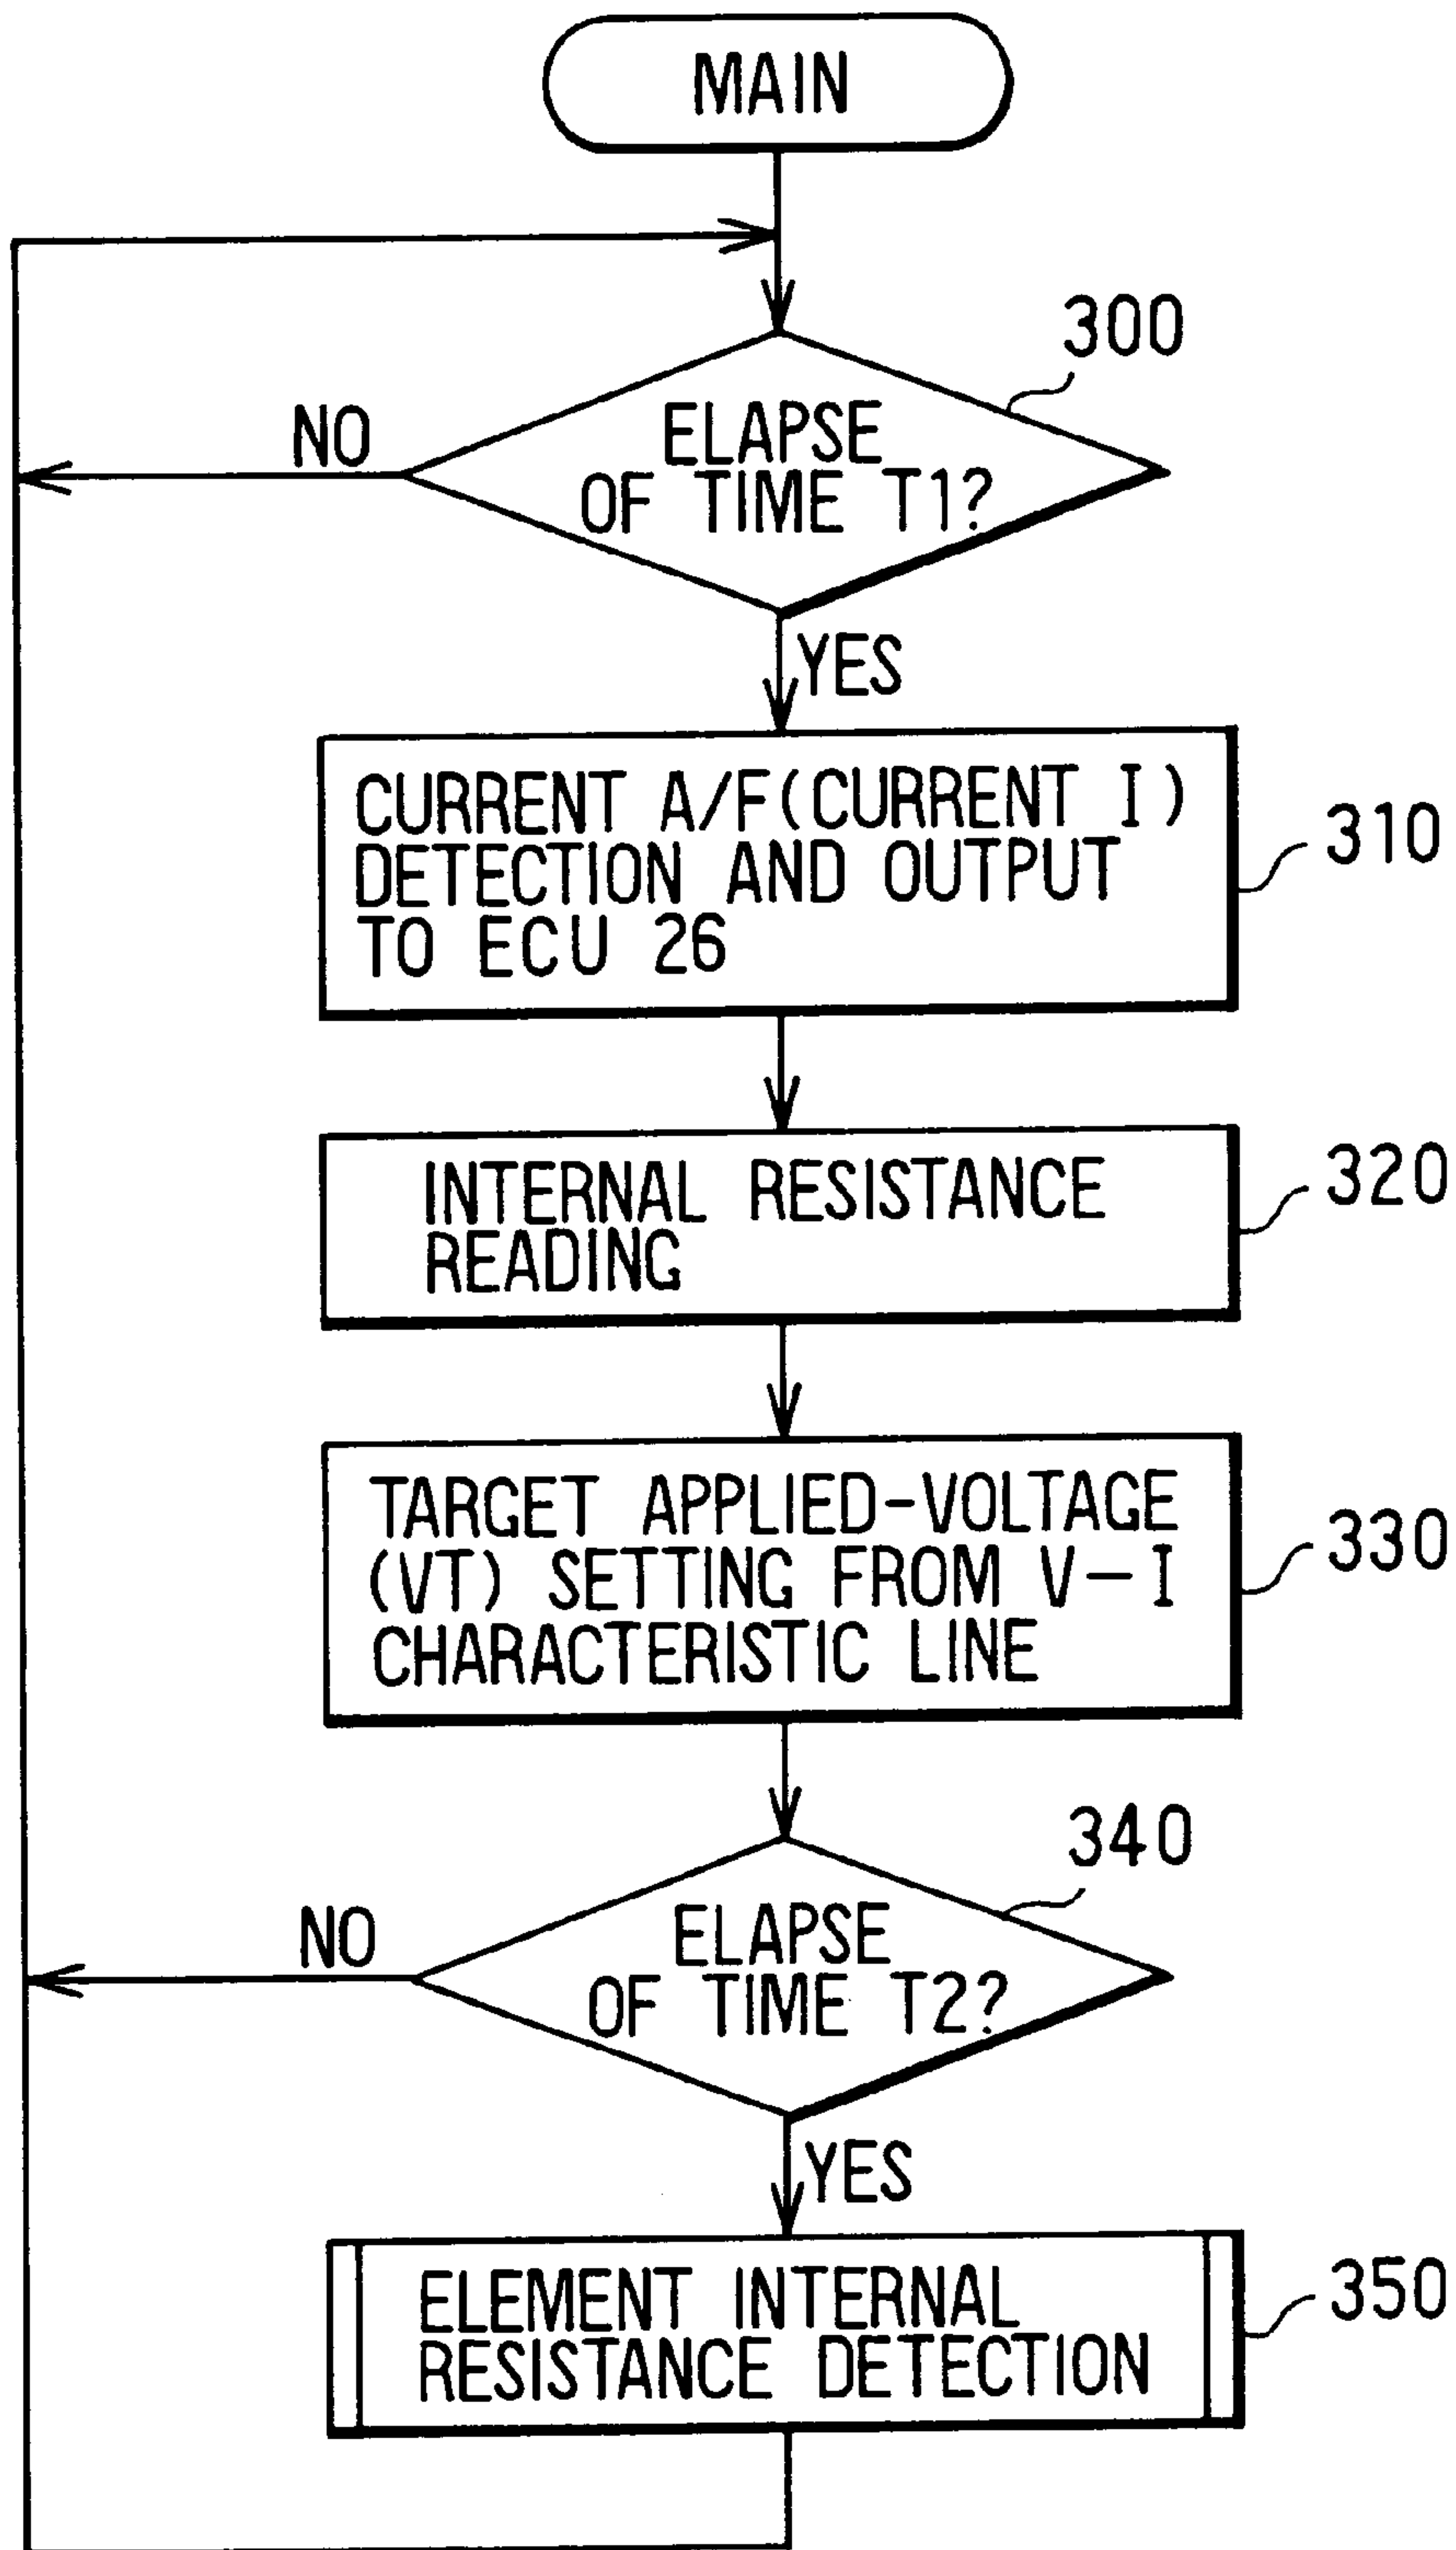 MAIN
300
NO
ELAPSE
OF TIME T1?
YES
CURRENT A/F(CURRENT I)
DETECTION AND OUTPUT
TO ECU 26
310
INTERNAL RESISTANCE
READING
320
TARGET APPLIED-VOLTAGE
(VT) SETTING FROM V-I
CHARACTERISTIC LINE
330
340
NO
ELAPSE
OF TIME T2?
YES
ELEMENT INTERNAL
RESISTANCE DETECTION
350